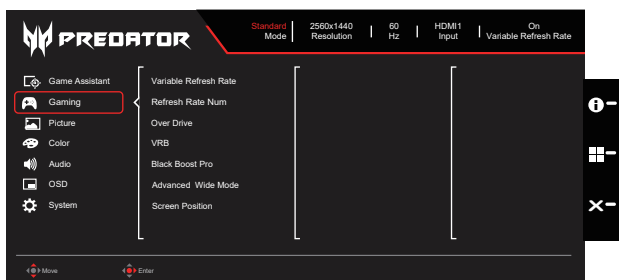 PREDATOR
Standard Mode
2560x1440 Resolution
60 Hz
HDMI1 Input
On Variable Refresh Rate
Game Assistant
Gaming
Picture
Color
Audio
OSD
System
Variable Refresh Rate
Refresh Rate Num
Over Drive
VRB
Black Boost Pro
Advanced Wide Mode
Screen Position
Move
Enter